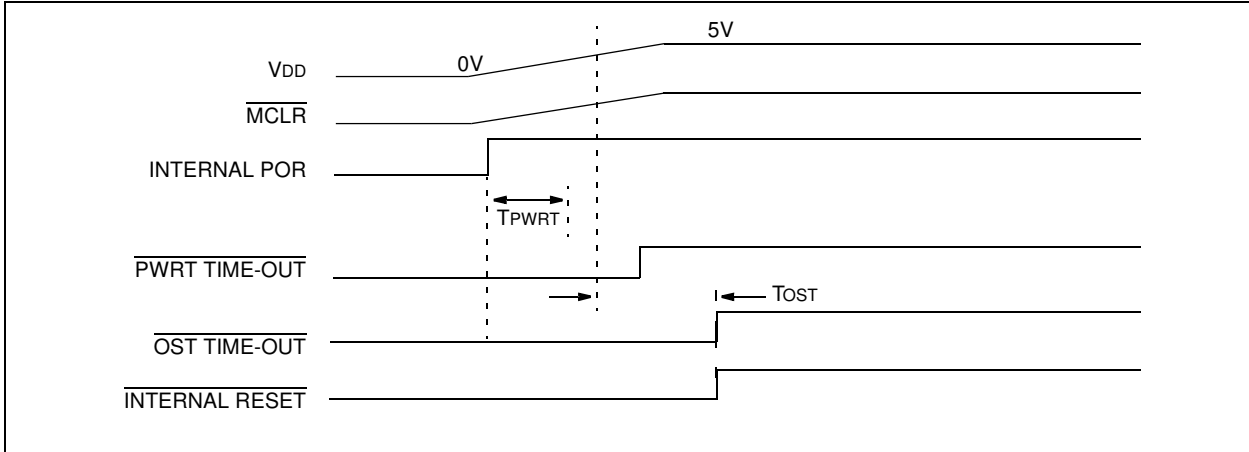 5V
0V
VDD
MCLR
INTERNAL POR
TPWRT
PWRT TIME-OUT
TOST
OST TIME-OUT
INTERNAL RESET